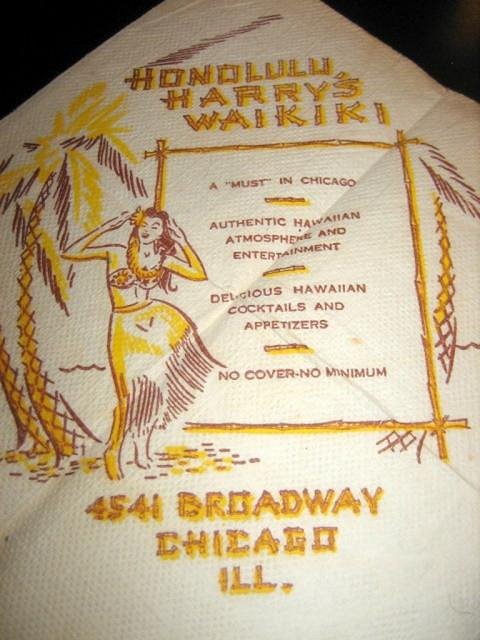 HONOLULU
HARRY'S
WAIKIKI
A "MUST" IN CHICAGO
AUTHENTIC HAWAIIAN
ATMOSPHERE AND
ENTERTAINMENT
DELICIOUS HAWAIIAN
COCKTAILS AND
APPETIZERS
NO COVER-NO MINIMUM
4541 BROADWAY
CHICAGO
ILL.